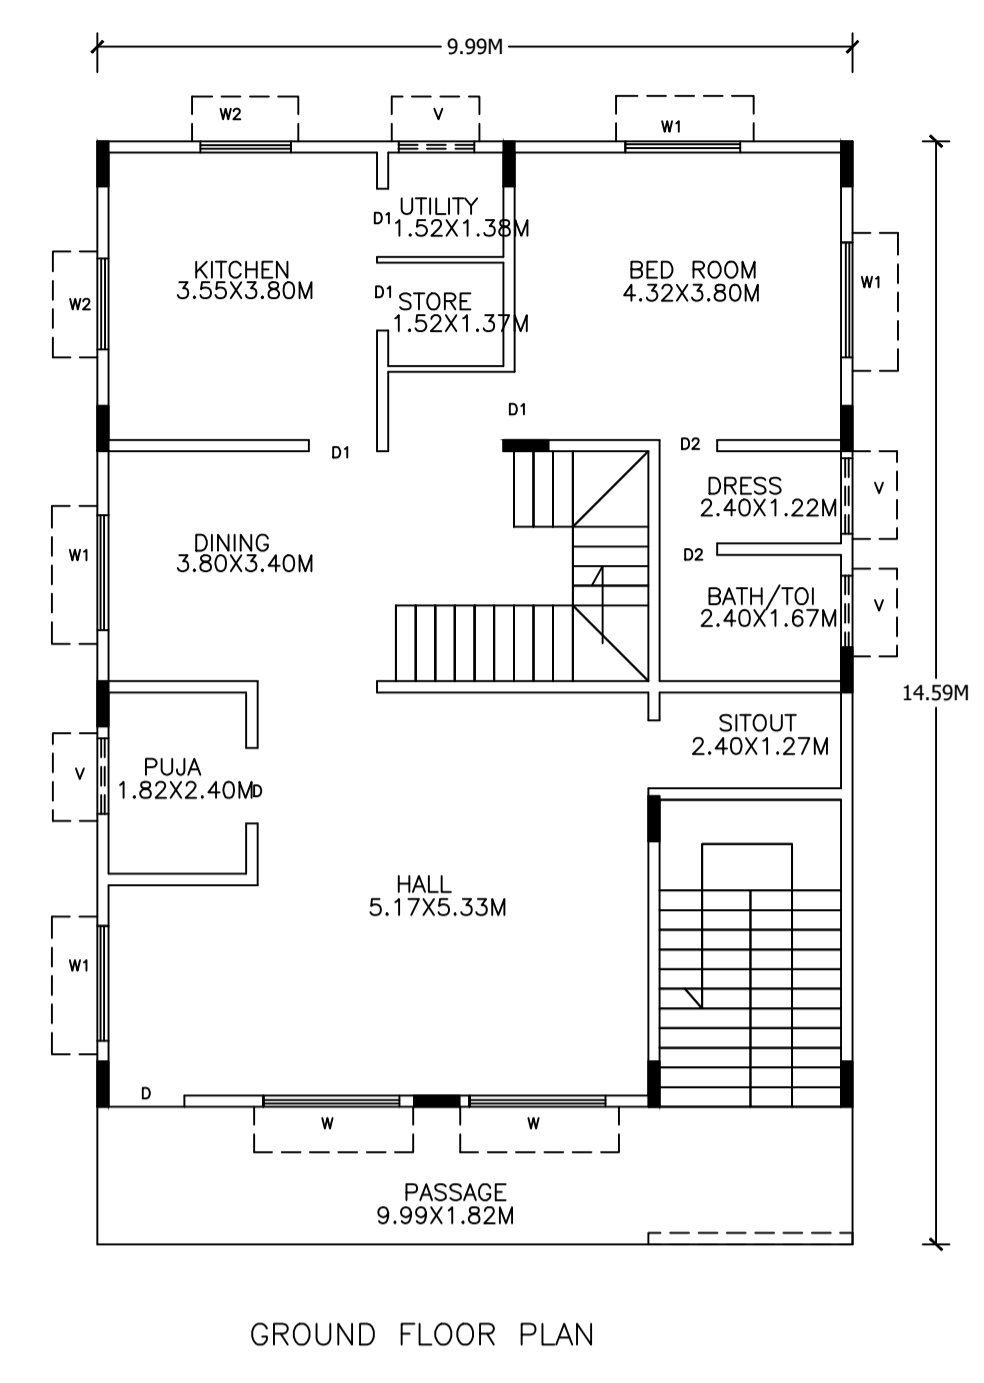 9.99M
W2
V
W1
D1
UTILITY
1.52X1.38M
KITCHEN
3.55X3.80M
BED ROOM
4.32X3.80M
W1
W2
D1
STORE
1.52X1.37M
D1
D1
D2
DRESS
2.40X1.22M
V
DINING
3.80X3.40M
W1
D2
BATH/TOI
2.40X1.67M
V
14.59M
SITOUT
2.40X1.27M
V
PUJA
1.82X2.40M
D
HALL
5.17X5.33M
W1
D
W
W
PASSAGE
9.99X1.82M
GROUND FLOOR PLAN